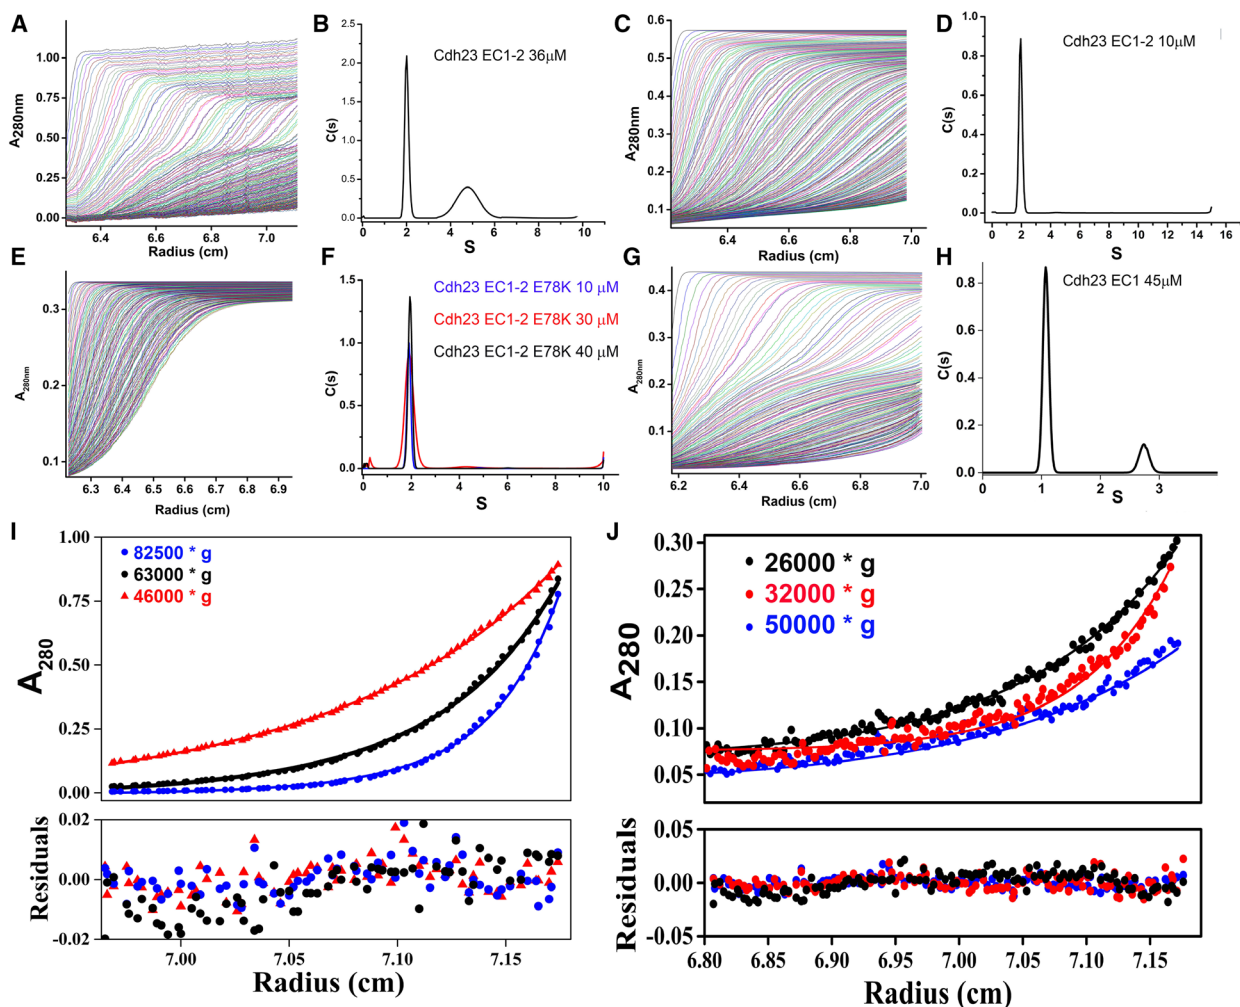 A
1.00
0.75
0.50
0.25
0.00
A280nm
6.4
6.6
6.8
7.0
Radius (cm)
B
Cdh23 EC1-2 36μM
2.5
2.0
1.5
1.0
0.5
0.0
C(s)
0
2
4
6
8
10
S
C
0.6
0.5
0.4
0.3
0.2
0.1
A280nm
6.4
6.6
6.8
7.0
Radius (cm)
D
Cdh23 EC1-2 10μM
1.0
0.8
0.6
0.4
0.2
0.0
C(s)
0
2
4
6
8
10
12
14
16
S
E
0.3
0.2
0.1
A280nm
6.3
6.4
6.5
6.6
6.7
6.8
6.9
Radius (cm)
F
Cdh23 EC1-2 E78K 10 μM
Cdh23 EC1-2 E78K 30 μM
Cdh23 EC1-2 E78K 40 μM
1.5
1.0
0.5
0.0
C(s)
0
2
4
6
8
10
S
G
0.4
0.3
0.2
0.1
A280nm
6.2
6.4
6.6
6.8
7.0
Radius (cm)
H
Cdh23 EC1 45μM
0.8
0.6
0.4
0.2
0.0
C(s)
0
1
2
3
S
I
82500 * g
63000 * g
46000 * g
1.00
0.75
0.50
0.25
0.00
A280
0.02
0.00
-0.02
Residuals
7.00
7.05
7.10
7.15
Radius (cm)
J
26000 * g
32000 * g
50000 * g
0.30
0.25
0.20
0.15
0.10
0.05
A280
0.05
0.00
-0.05
Residuals
6.80
6.85
6.90
6.95
7.00
7.05
7.10
7.15
Radius (cm)